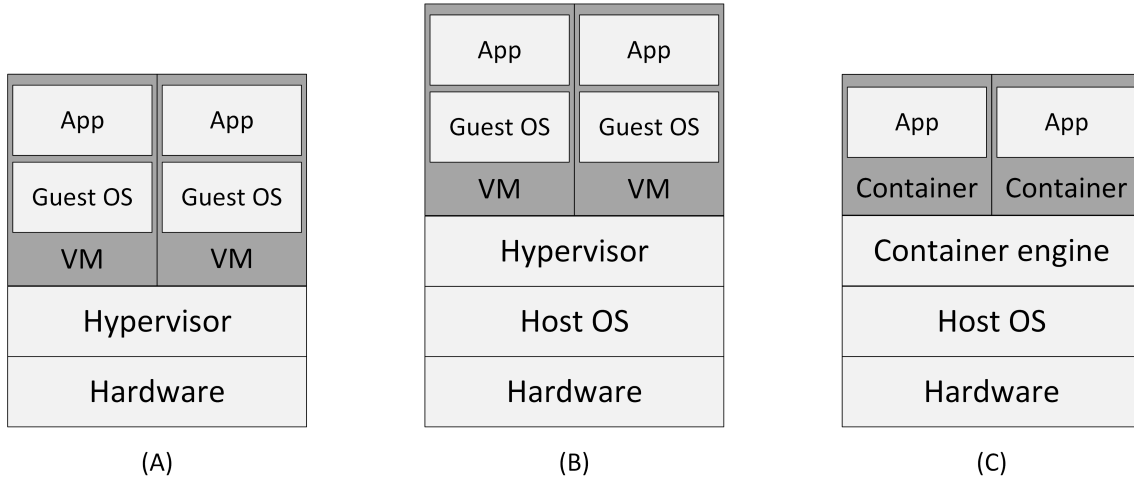 App App
Guest OS Guest OS
VM VM
Hypervisor
Hardware
(A)
App App
Guest OS Guest OS
VM VM
Hypervisor
Host OS
Hardware
(B)
App App
Container Container
Container engine
Host OS
Hardware
(C)